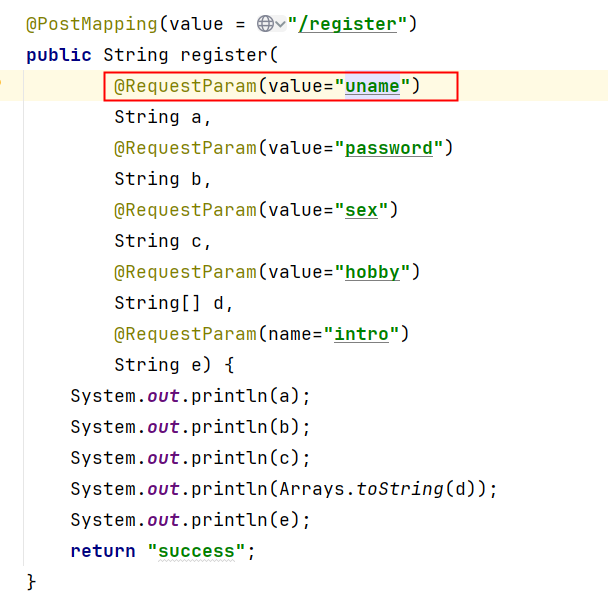 @PostMapping(value = "/register")
public String register(
        @RequestParam(value="uname")
        String a,
        @RequestParam(value="password")
        String b,
        @RequestParam(value="sex")
        String c,
        @RequestParam(value="hobby")
        String[] d,
        @RequestParam(name="intro")
        String e) {
    System.out.println(a);
    System.out.println(b);
    System.out.println(c);
    System.out.println(Arrays.toString(d));
    System.out.println(e);
    return "success";
}